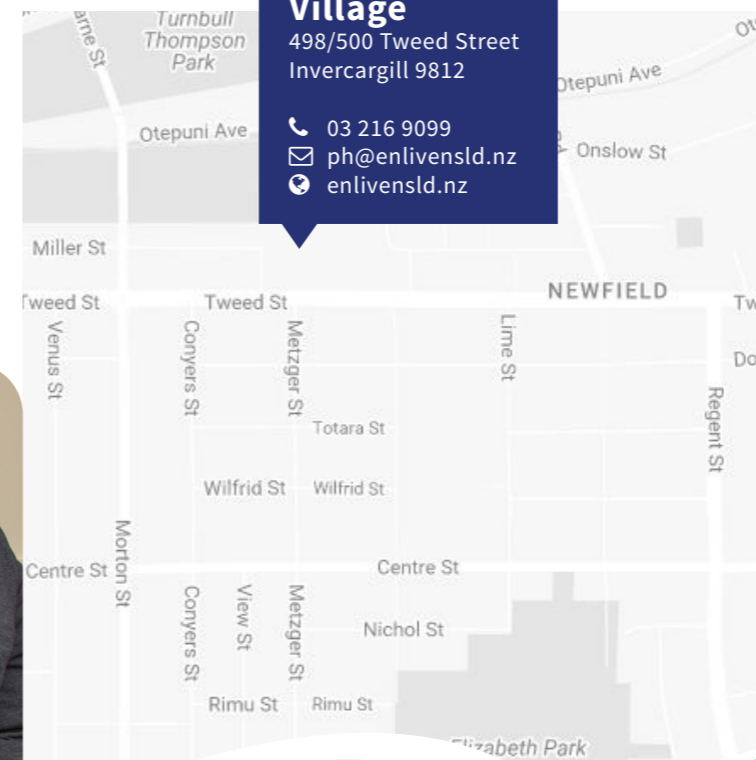 Village
498/500 Tweed Street
Invercargill 9812
03 216 9099
ph@enlivensld.nz
enlivensld.nz
Turnbull
Thompson
Park
Otepuni Ave
Otepuni Ave
Onslow St
Miller St
Tweed St
Tweed St
NEWFIELD
Venus St
Conyers St
Metzger St
Lime St
Regent St
Totara St
Wilfrid St
Wilfrid St
Morton St
Centre St
Centre St
Conyers St
View St
Metzger St
Nichol St
Rimu St
Rimu St
Elizabeth Park